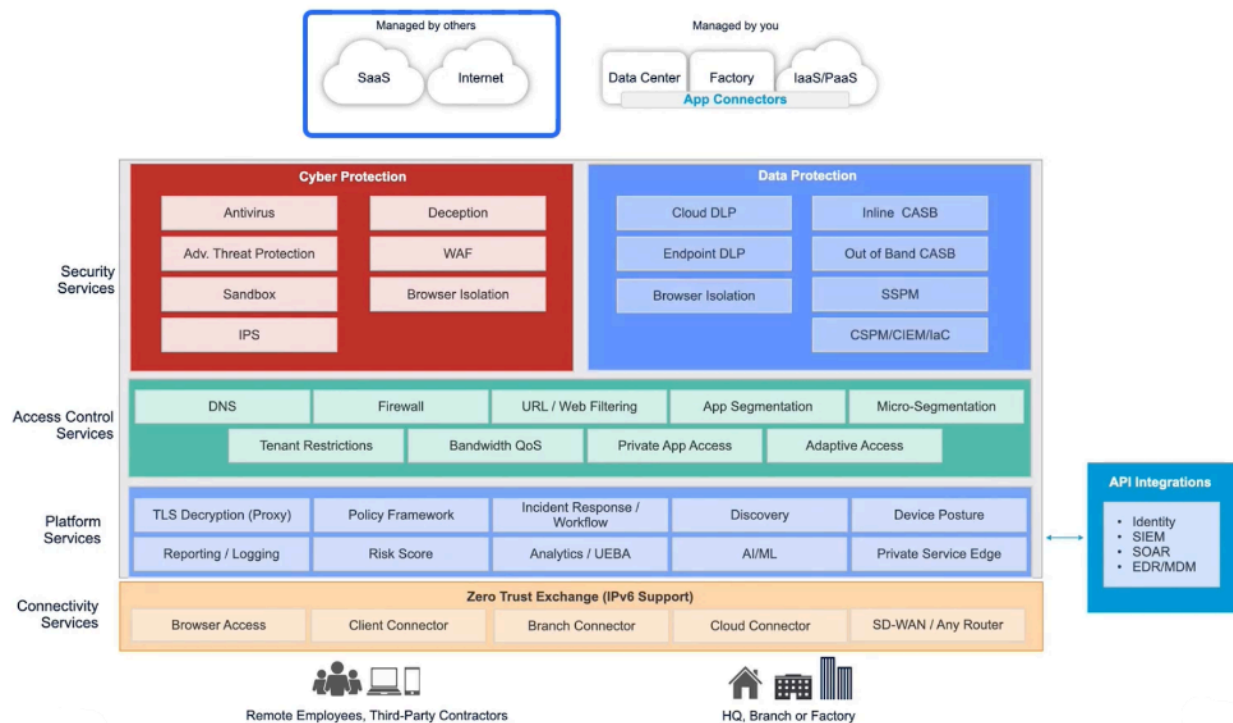 Managed by others
Managed by you
SaaS
Internet
Data Center
Factory
IaaS/PaaS
App Connectors
Security
Services
Cyber Protection
Antivirus
Deception
Adv. Threat Protection
WAF
Sandbox
Browser Isolation
IPS
Data Protection
Cloud DLP
Inline CASB
Endpoint DLP
Out of Band CASB
Browser Isolation
SSPM
CSPM/CIEM/IaC
Access Control
Services
DNS
Firewall
URL / Web Filtering
App Segmentation
Micro-Segmentation
Tenant Restrictions
Bandwidth QoS
Private App Access
Adaptive Access
Platform
Services
TLS Decryption (Proxy)
Policy Framework
Incident Response /
Workflow
Discovery
Device Posture
Reporting / Logging
Risk Score
Analytics / UEBA
AI/ML
Private Service Edge
API Integrations
• Identity
• SIEM
• SOAR
• EDR/MDM
Connectivity
Services
Zero Trust Exchange (IPv6 Support)
Browser Access
Client Connector
Branch Connector
Cloud Connector
SD-WAN / Any Router
Remote Employees, Third-Party Contractors
HQ, Branch or Factory